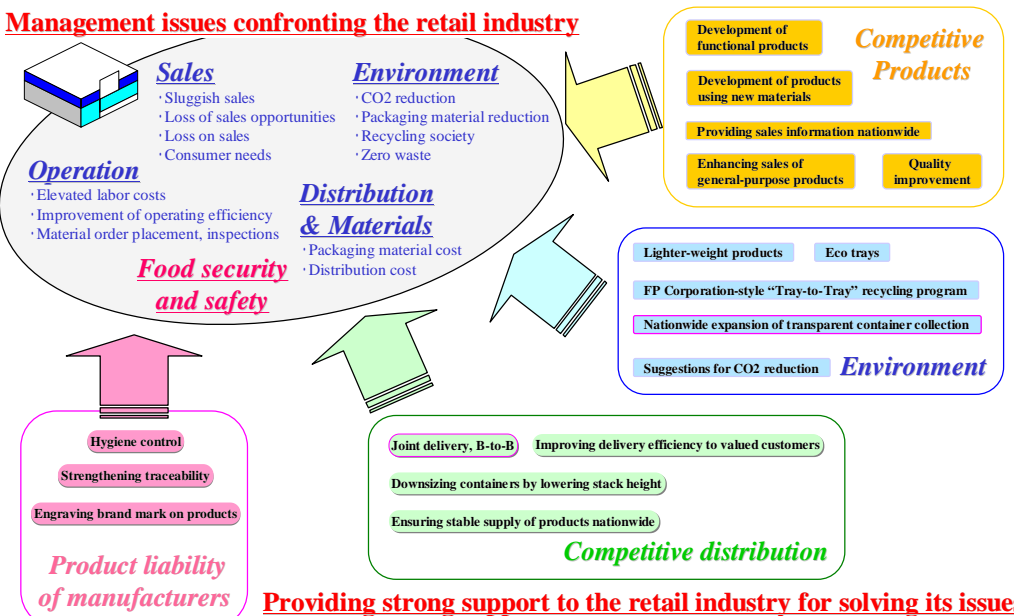 Management issues confronting the retail industry
Sales
･Sluggish sales
･Loss of sales opportunities
･Loss on sales
･Consumer needs
Environment
･CO2 reduction
･Packaging material reduction
･Recycling society
･Zero waste
Operation
･Elevated labor costs
･Improvement of operating efficiency
･Material order placement, inspections
Distribution
& Materials
･Packaging material cost
･Distribution cost
Food security
and safety
Competitive
Products
Development of
functional products
Development of products
using new materials
Providing sales information nationwide
Enhancing sales of
general-purpose products
Quality
improvement
Lighter-weight products
Eco trays
FP Corporation-style “Tray-to-Tray” recycling program
Nationwide expansion of transparent container collection
Suggestions for CO2 reduction
Environment
Hygiene control
Strengthening traceability
Engraving brand mark on products
Product liability
of manufacturers
Joint delivery, B-to-B
Improving delivery efficiency to valued customers
Downsizing containers by lowering stack height
Ensuring stable supply of products nationwide
Competitive distribution
Providing strong support to the retail industry for solving its issue